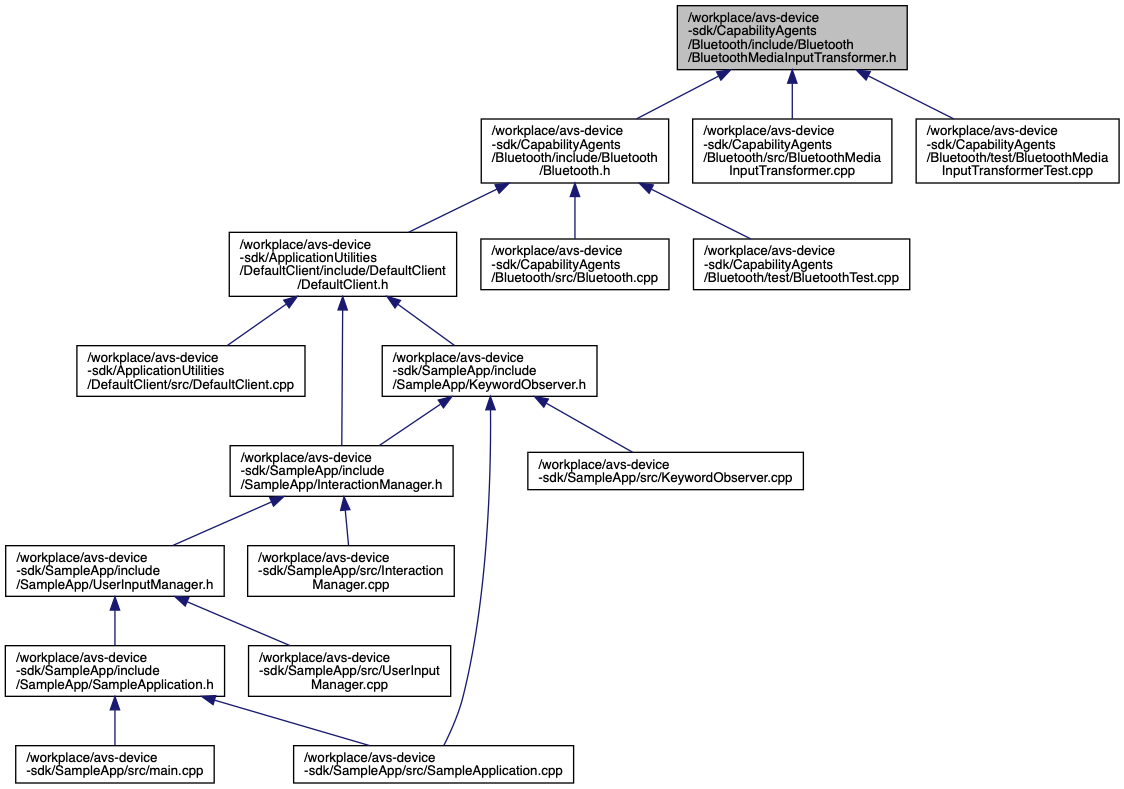 /workplace/avs-device
-sdk/CapabilityAgents
/Bluetooth/include/Bluetooth
/BluetoothMediaInputTransformer.h
/workplace/avs-device
-sdk/CapabilityAgents
/Bluetooth/include/Bluetooth
/Bluetooth.h
/workplace/avs-device
-sdk/CapabilityAgents
/Bluetooth/src/BluetoothMedia
InputTransformer.cpp
/workplace/avs-device
-sdk/CapabilityAgents
/Bluetooth/test/BluetoothMedia
InputTransformerTest.cpp
/workplace/avs-device
-sdk/ApplicationUtilities
/DefaultClient/include/DefaultClient
/DefaultClient.h
/workplace/avs-device
-sdk/CapabilityAgents
/Bluetooth/src/Bluetooth.cpp
/workplace/avs-device
-sdk/CapabilityAgents
/Bluetooth/test/BluetoothTest.cpp
/workplace/avs-device
-sdk/ApplicationUtilities
/DefaultClient/src/DefaultClient.cpp
/workplace/avs-device
-sdk/SampleApp/include
/SampleApp/KeywordObserver.h
/workplace/avs-device
-sdk/SampleApp/include
/SampleApp/InteractionManager.h
/workplace/avs-device
-sdk/SampleApp/src/KeywordObserver.cpp
/workplace/avs-device
-sdk/SampleApp/include
/SampleApp/UserInputManager.h
/workplace/avs-device
-sdk/SampleApp/src/Interaction
Manager.cpp
/workplace/avs-device
-sdk/SampleApp/include
/SampleApp/SampleApplication.h
/workplace/avs-device
-sdk/SampleApp/src/UserInput
Manager.cpp
/workplace/avs-device
-sdk/SampleApp/src/main.cpp
/workplace/avs-device
-sdk/SampleApp/src/SampleApplication.cpp